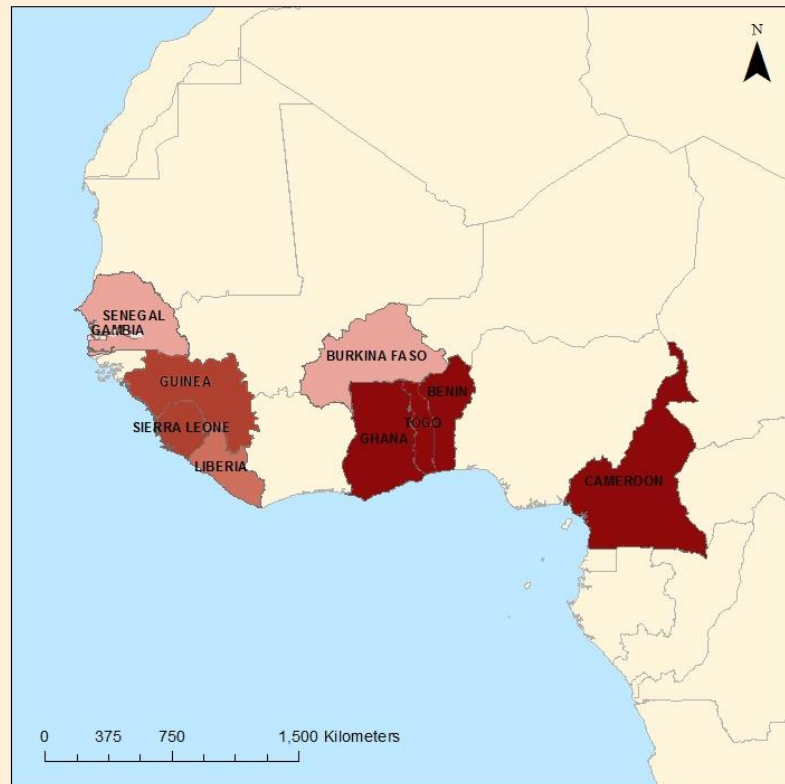 N
SENEGAL
GAMBIA
BURKINA FASO
GUINEA
BENIN
SIERRA LEONE
TOGO
GHANA
LIBERIA
CAMEROON
0 375 750 1,500 Kilometers